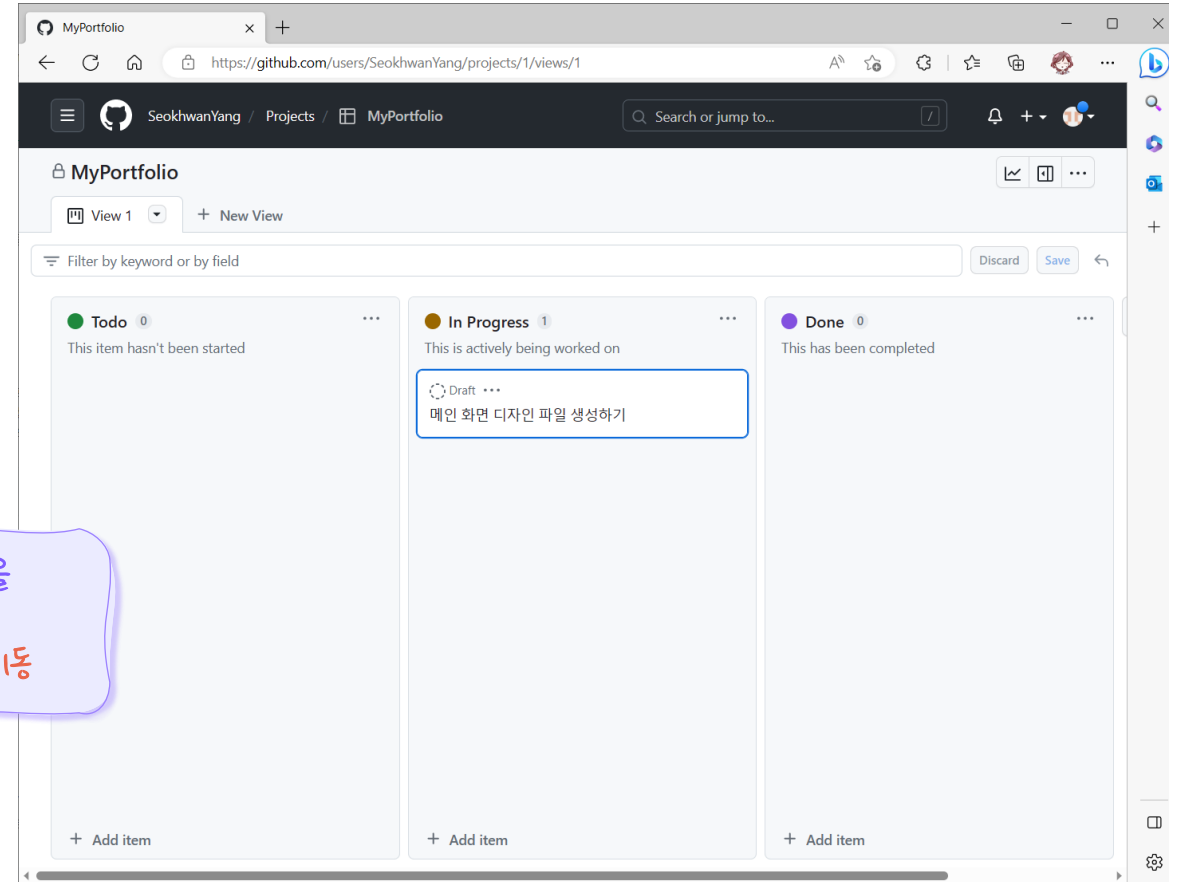 MyPortfolio
https://github.com/users/SeokhwanYang/projects/1/views/1
SeokhwanYang / Projects / MyPortfolio
Search or jump to...
/
MyPortfolio
View 1
New View
Filter by keyword or by field
Discard
Save
Todo 0
This item hasn't been started
In Progress 1
This is actively being worked on
Done 0
This has been completed
Draft
메인 화면 디자인 파일 생성하기
을
이동
Add item
Add item
Add item